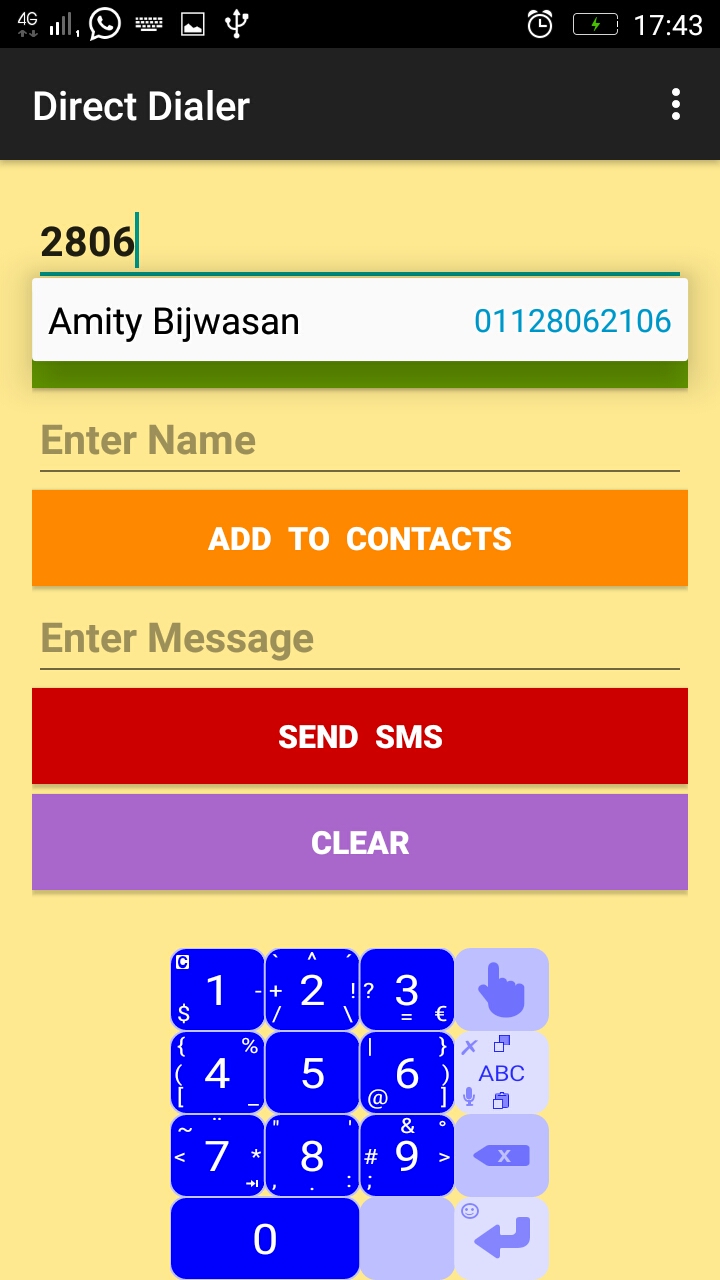 4G 1 17:43
Direct Dialer
2806
Amity Bijwasan 01128062106
Enter Name
ADD TO CONTACTS
Enter Message
SEND SMS
CLEAR
C ` ^ ´
1 - + 2 ! ? 3
$ / \ = €
{ % | }
( 4 5 6 ) ABC
[ _ @ ]
~ ¨ " ' & °
< 7 * 8 # 9 > x
, . : ;
0